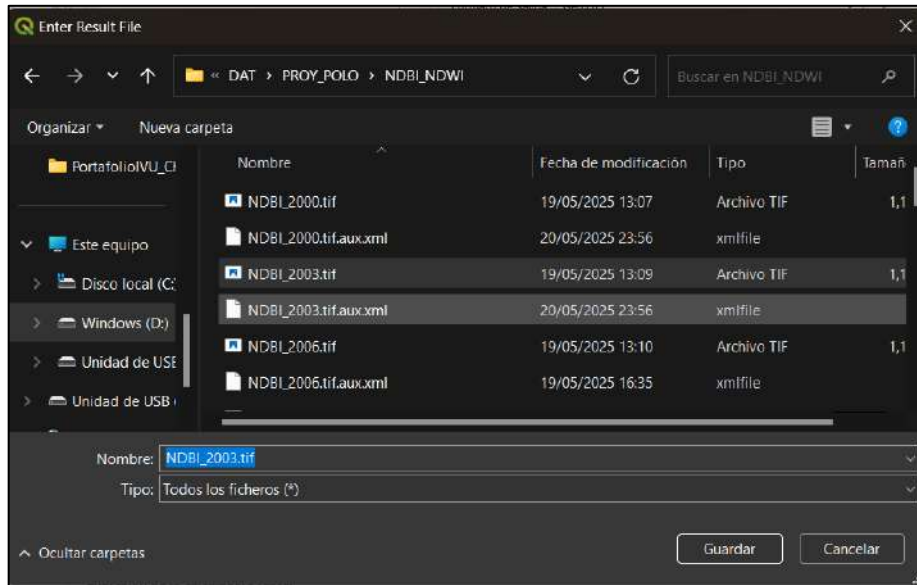 Enter Result File
« DAT > PROY_POLO > NDBI_NDWI
Buscar en NDBI_NDWI
Organizar Nueva carpeta
Nombre Fecha de modificación Tipo Tamañ
PortafolioIVU_CH
NDBI_2000.tif 19/05/2025 13:07 Archivo TIF 1,1
Este equipo
NDBI_2000.tif.aux.xml 20/05/2025 23:56 xmlfile
Disco local (C:
NDBI_2003.tif 19/05/2025 13:09 Archivo TIF 1,1
NDBI_2003.tif.aux.xml 20/05/2025 23:56 xmlfile
Windows (D:)
NDBI_2006.tif 19/05/2025 13:10 Archivo TIF 1,1
Unidad de USB
NDBI_2006.tif.aux.xml 19/05/2025 16:35 xmlfile
Unidad de USB
Nombre: NDBI_2003.tif
Tipo: Todos los ficheros (*)
Ocultar carpetas Guardar Cancelar